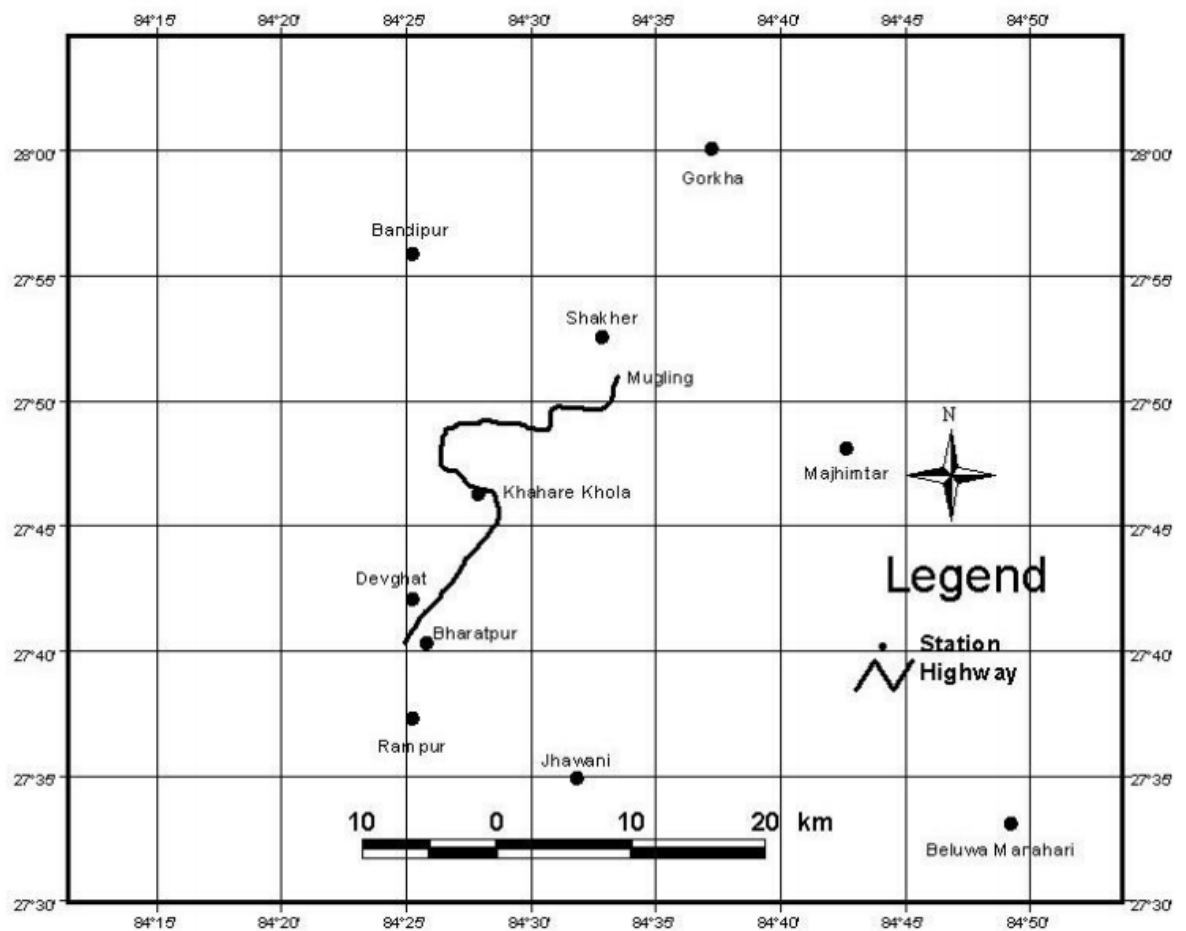 84°15' 84°20' 84°25' 84°30' 84°35' 84°40' 84°45' 84°50'
28°00' 28°00'
Gorkha
Bandipur
27°55' 27°55'
Shakher
Mugling
27°50' 27°50'
N
Majhimtar
Khahare Khola
27°45' 27°45'
Legend
Devghat
Bharatpur
Station
27°40' 27°40'
Highway
Rampur
Jhawani
27°35' 27°35'
10 0 10 20 km
Beluwa Manahari
27°30' 27°30'
84°15' 84°20' 84°25' 84°30' 84°35' 84°40' 84°45' 84°50'